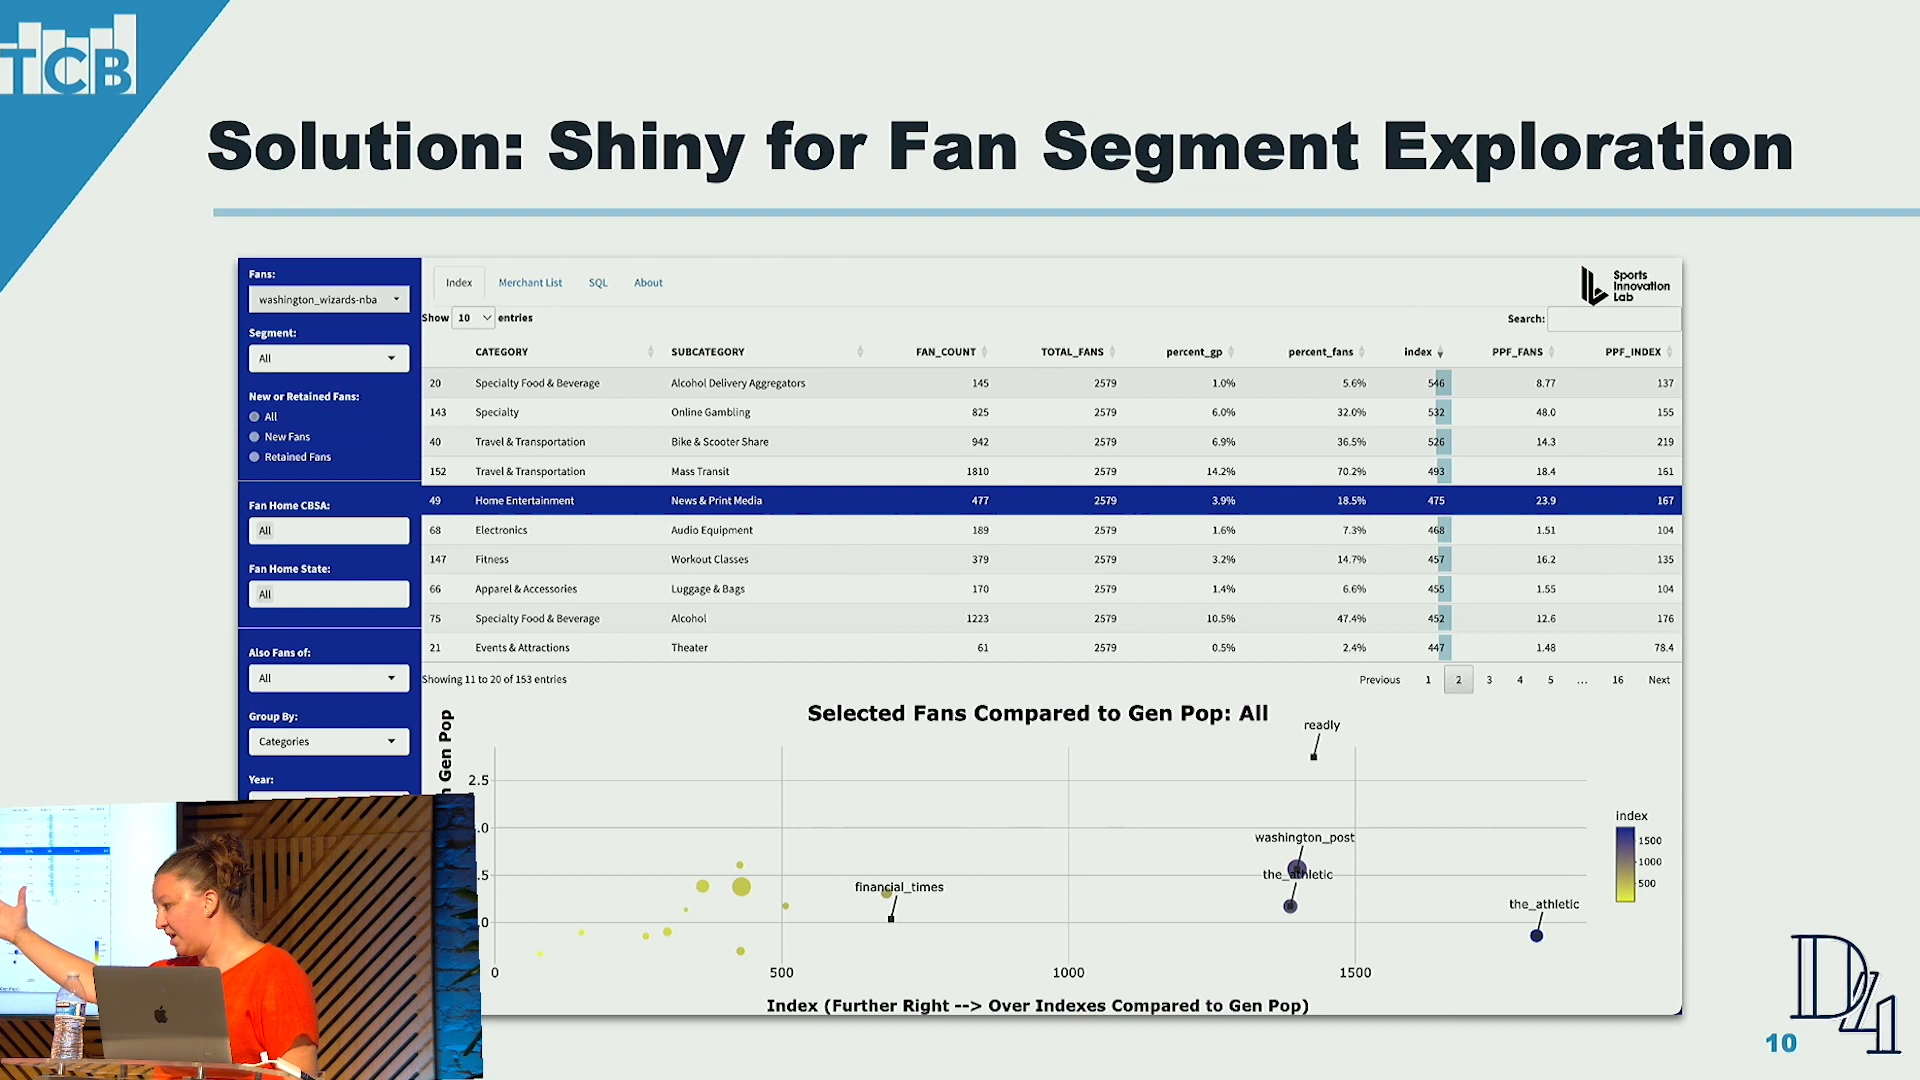 TCB
Solution: Shiny for Fan Segment Exploration
Fans:
washington_wizards-nba
Segment:
All
New or Retained Fans:
All
New Fans
Retained Fans
Fan Home CBSA:
All
Fan Home State:
All
Also Fans of:
All
Group By:
Categories
Year:
Index Merchant List SQL About
Sports
Innovation
Lab
Show 10 entries
Search:
CATEGORY SUBCATEGORY FAN_COUNT TOTAL_FANS percent_gp percent_fans index PPF_FANS PPF_INDEX
20 Specialty Food & Beverage Alcohol Delivery Aggregators 145 2579 1.0% 5.6% 546 8.77 137
143 Specialty Online Gambling 825 2579 6.0% 32.0% 532 48.0 155
40 Travel & Transportation Bike & Scooter Share 942 2579 6.9% 36.5% 526 14.3 219
152 Travel & Transportation Mass Transit 1810 2579 14.2% 70.2% 493 18.4 161
49 Home Entertainment News & Print Media 477 2579 3.9% 18.5% 475 23.9 167
68 Electronics Audio Equipment 189 2579 1.6% 7.3% 468 1.51 104
147 Fitness Workout Classes 379 2579 3.2% 14.7% 457 16.2 135
66 Apparel & Accessories Luggage & Bags 170 2579 1.4% 6.6% 455 1.55 104
75 Specialty Food & Beverage Alcohol 1223 2579 10.5% 47.4% 452 12.6 176
21 Events & Attractions Theater 61 2579 0.5% 2.4% 447 1.48 78.4
Showing 11 to 20 of 153 entries
Previous 1 2 3 4 5 ... 16 Next
Selected Fans Compared to Gen Pop: All
Gen Pop
readly
2.5
.0
washington_post
.5
the_athletic
financial_times
the_athletic
.0
0 500 1000 1500
Index (Further Right --> Over Indexes Compared to Gen Pop)
index
1500
1000
500
D4
10